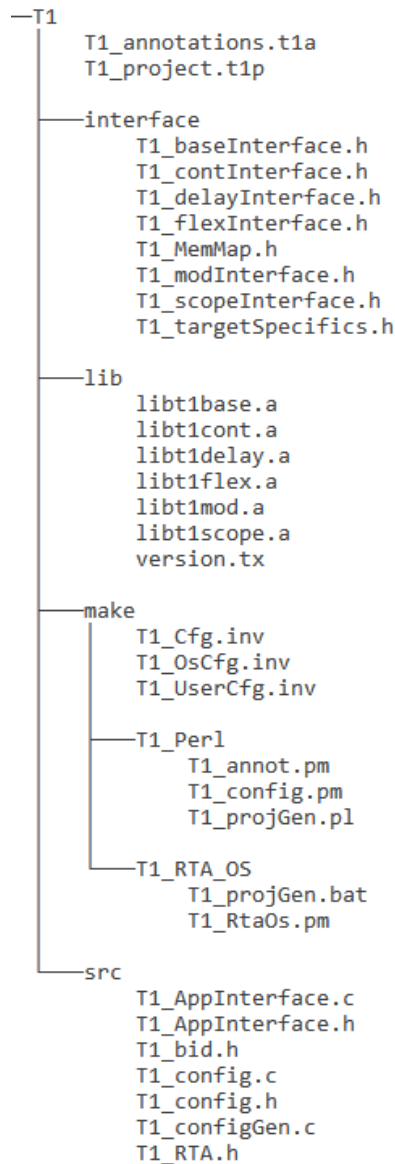 T1
T1_annotations.t1a
T1_project.t1p
interface
T1_baseInterface.h
T1_contInterface.h
T1_delayInterface.h
T1_flexInterface.h
T1_MemMap.h
T1_modInterface.h
T1_scopeInterface.h
T1_targetSpecifics.h
lib
libt1base.a
libt1cont.a
libt1delay.a
libt1flex.a
libt1mod.a
libt1scope.a
version.tx
make
T1_Cfg.inv
T1_OsCfg.inv
T1_UserCfg.inv
T1_Perl
T1_annot.pm
T1_config.pm
T1_projGen.pl
T1_RTA_OS
T1_projGen.bat
T1_RtaOs.pm
src
T1_AppInterface.c
T1_AppInterface.h
T1_bid.h
T1_config.c
T1_config.h
T1_configGen.c
T1_RTA.h